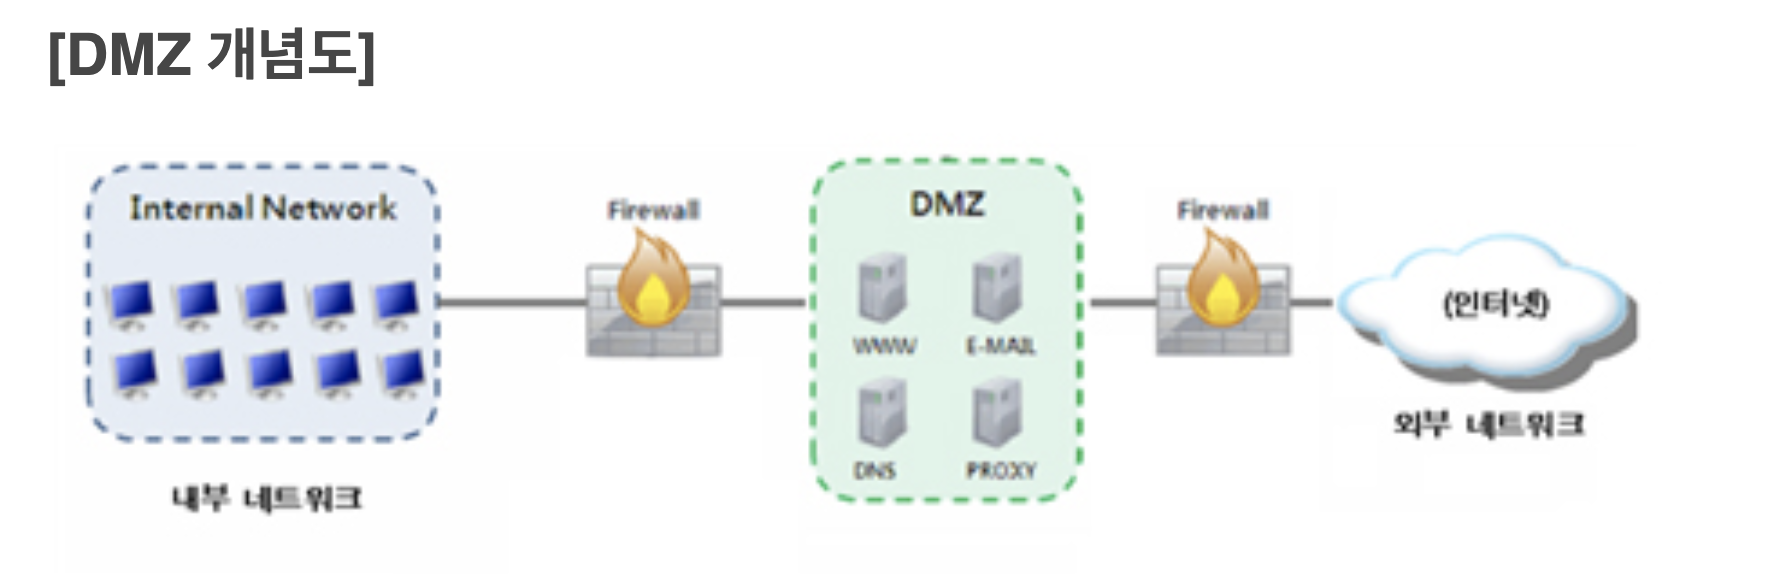 [DMZ 개념도]
Internal Network
Firewall
DMZ
Firewall
WWW
E-MAIL
DNS
PROXY
(인터넷)
내부 네트워크
외부 네트워크